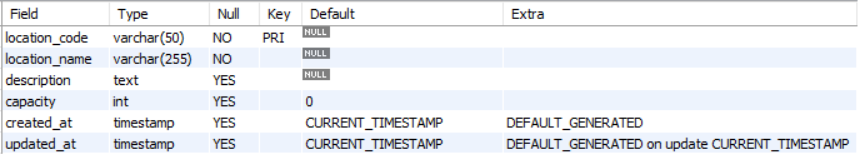 Field Type Null Key Default Extra
location_code varchar(50) NO PRI NULL
location_name varchar(255) NO NULL
description text YES NULL
capacity int YES 0
created_at timestamp YES CURRENT_TIMESTAMP DEFAULT_GENERATED
updated_at timestamp YES CURRENT_TIMESTAMP DEFAULT_GENERATED on update CURRENT_TIMESTAMP